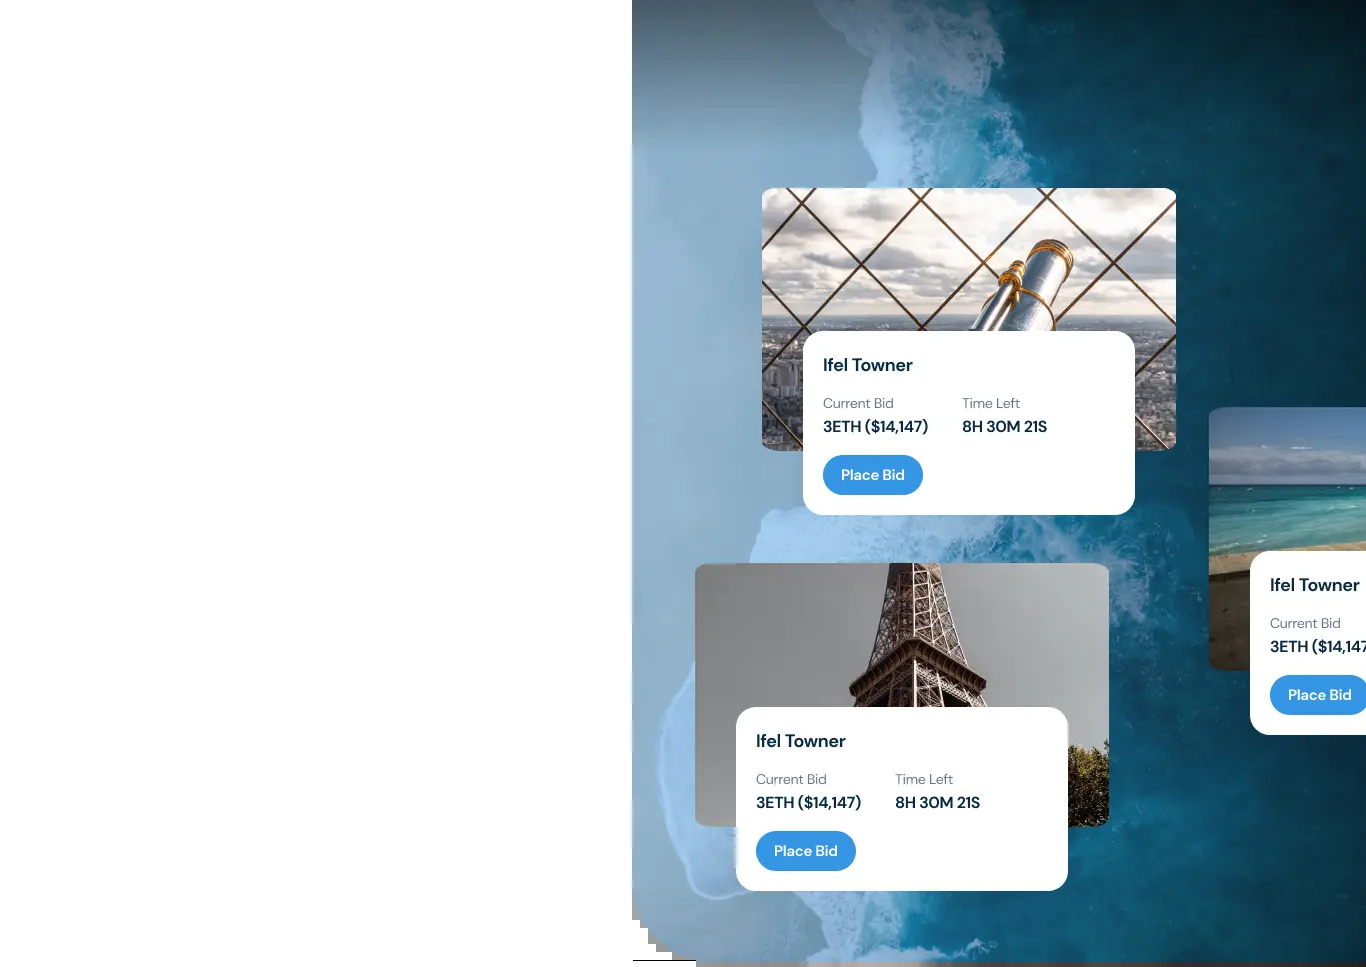 Ifel Towner
Current Bid Time Left
3ETH ($14,147) 8H 30M 21S
Place Bid
Ifel Towner
Current Bid
3ETH ($14,147
Place Bid
Ifel Towner
Current Bid Time Left
3ETH ($14,147) 8H 30M 21S
Place Bid